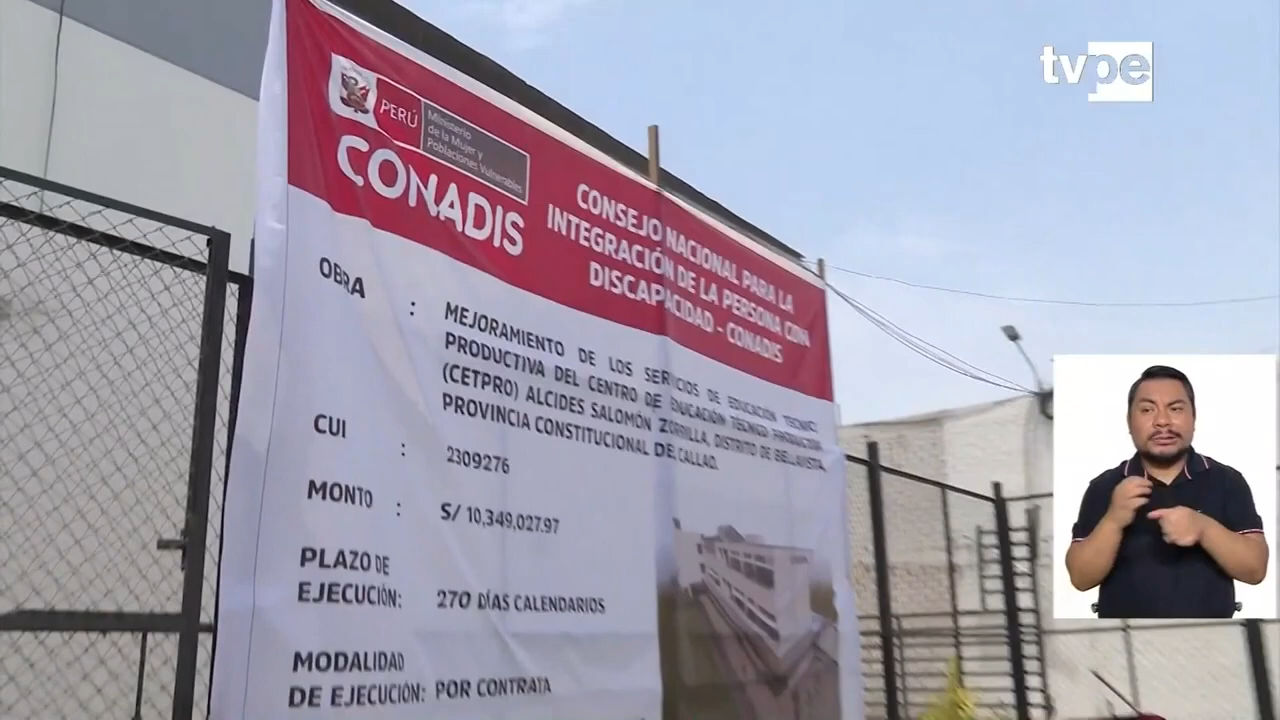 tvpe
PERÚ
Ministerio
de la Mujer y
Poblaciones Vulnerables
CONADIS
CONSEJO NACIONAL PARA LA
INTEGRACIÓN DE LA PERSONA CON
DISCAPACIDAD - CONADIS
OBRA :
MEJORAMIENTO DE LOS SERVICIOS DE EDUCACIÓN TÉCNICO
PRODUCTIVA DEL CENTRO DE EDUCACIÓN TÉCNICO PRODUCTIVA
(CETPRO) ALCIDES SALOMÓN ZORRILLA, DISTRITO DE BELLAVISTA,
PROVINCIA CONSTITUCIONAL DEL CALLAO.
CUI : 2309276
MONTO : S/ 10,349,027.97
PLAZO DE
EJECUCIÓN: 270 DÍAS CALENDARIOS
MODALIDAD
DE EJECUCIÓN: POR CONTRATA